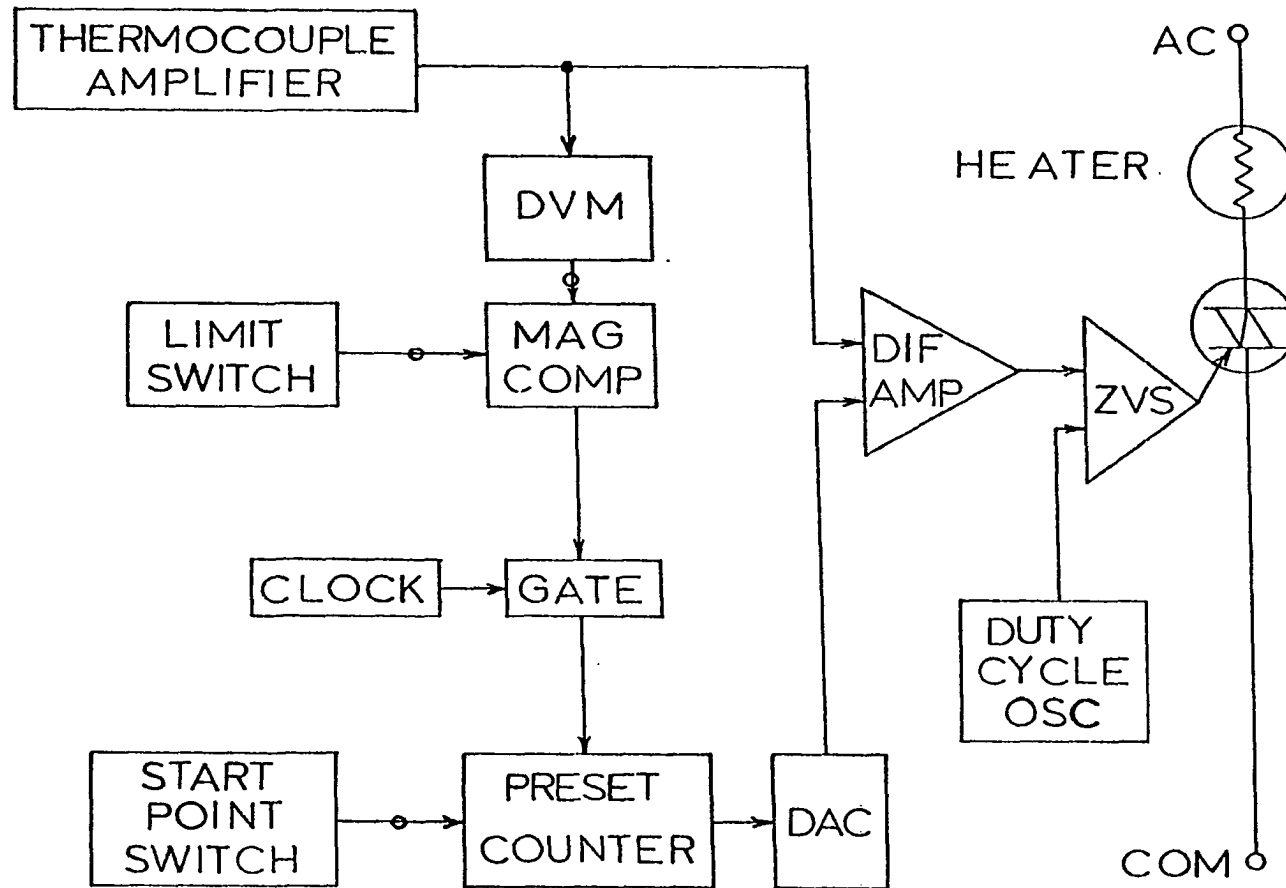 THERMOCOUPLE
AMPLIFIER
AC
DVM
HEATER
LIMIT
SWITCH
MAG
COMP
DIF
AMP
ZVS
CLOCK
GATE
DUTY
CYCLE
OSC
START
POINT
SWITCH
PRESET
COUNTER
DAC
COM